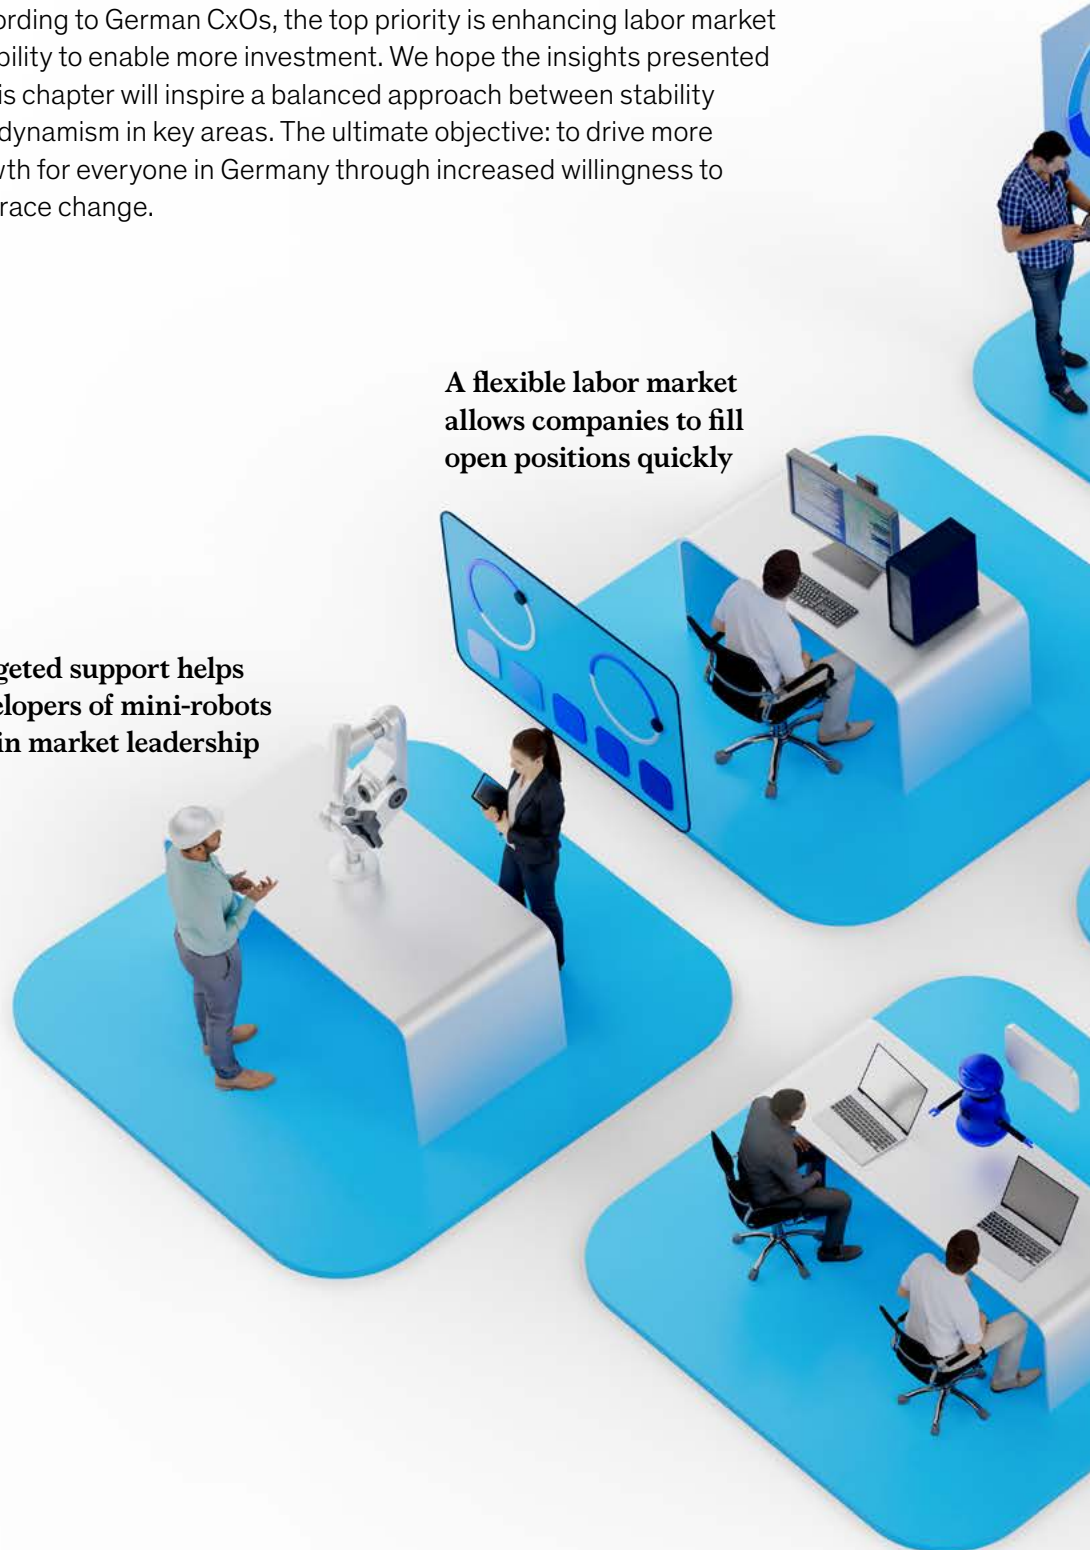 ording to German CxOs, the top priority is enhancing labor market
bility to enable more investment. We hope the insights presented
is chapter will inspire a balanced approach between stability
dynamism in key areas. The ultimate objective: to drive more
wth for everyone in Germany through increased willingness to
race change.
A flexible labor market
allows companies to fill
open positions quickly
geted support helps
elopers of mini-robots
in market leadership